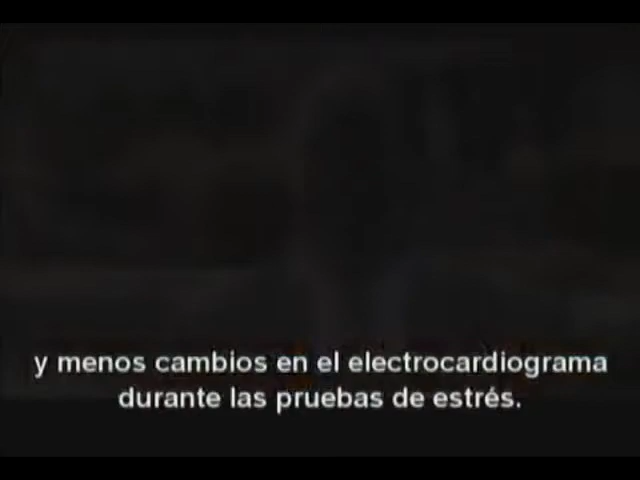 y menos cambios en el electrocardiograma
durante las pruebas de estrés.